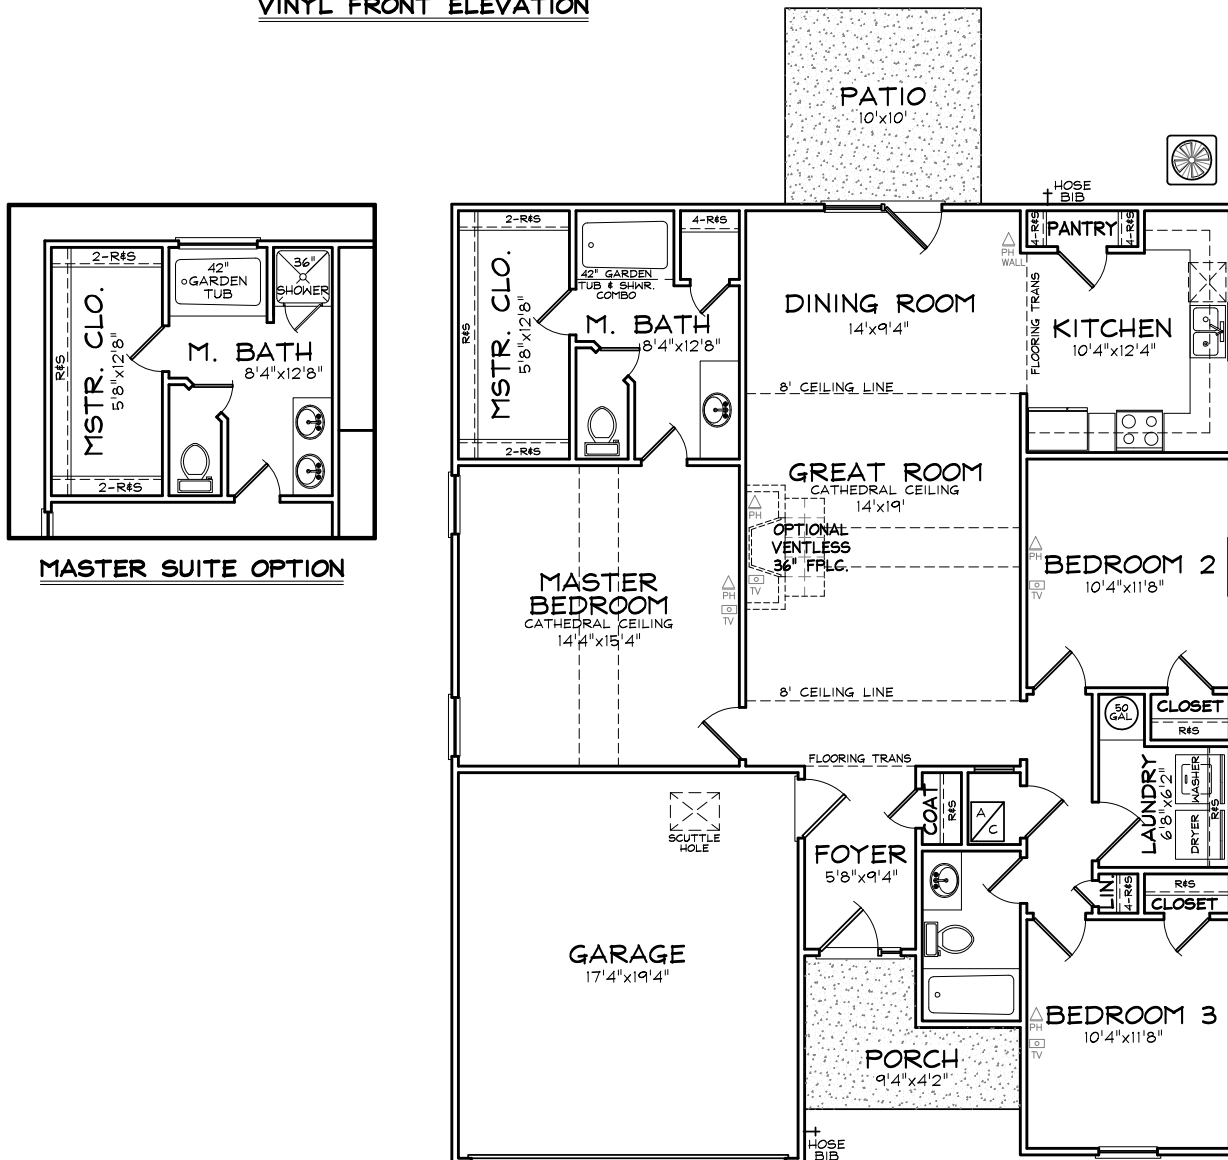 VINYL FRONT ELEVATION
PATIO
10'x10'
HOSE
BIB
2-R&S
42"
GARDEN
TUB
36"
SHOWER
MSTR. CLO.
5'8"x12'8"
R&S
M. BATH
8'4"x12'8"
2-R&S
MASTER SUITE OPTION
2-R&S
4-R&S
42" GARDEN
TUB & SHWR.
COMBO
MSTR. CLO.
5'8"x12'8"
R&S
M. BATH
8'4"x12'8"
2-R&S
4-R&S
PANTRY
4-R&S
PH
WALL
DINING ROOM
14'x9'4"
FLOORING TRANS
KITCHEN
10'4"x12'4"
8' CEILING LINE
GREAT ROOM
CATHEDRAL CEILING
14'x19'
PH
OPTIONAL
VENTLESS
36" FPLC.
TV
MASTER
BEDROOM
CATHEDRAL CEILING
14'4"x15'4"
PH
TV
PH
TV
BEDROOM 2
10'4"x11'8"
8' CEILING LINE
50
GAL
CLOSET
R&S
FLOORING TRANS
SCUTTLE
HOLE
COAT
R&S
A/C
LAUNDRY
6'8"x6'2"
WASHER
DRYER
R&S
FOYER
5'8"x9'4"
LIN.
4-R&S
R&S
CLOSET
GARAGE
17'4"x19'4"
PH
TV
BEDROOM 3
10'4"x11'8"
PORCH
9'4"x4'2"
HOSE
BIB